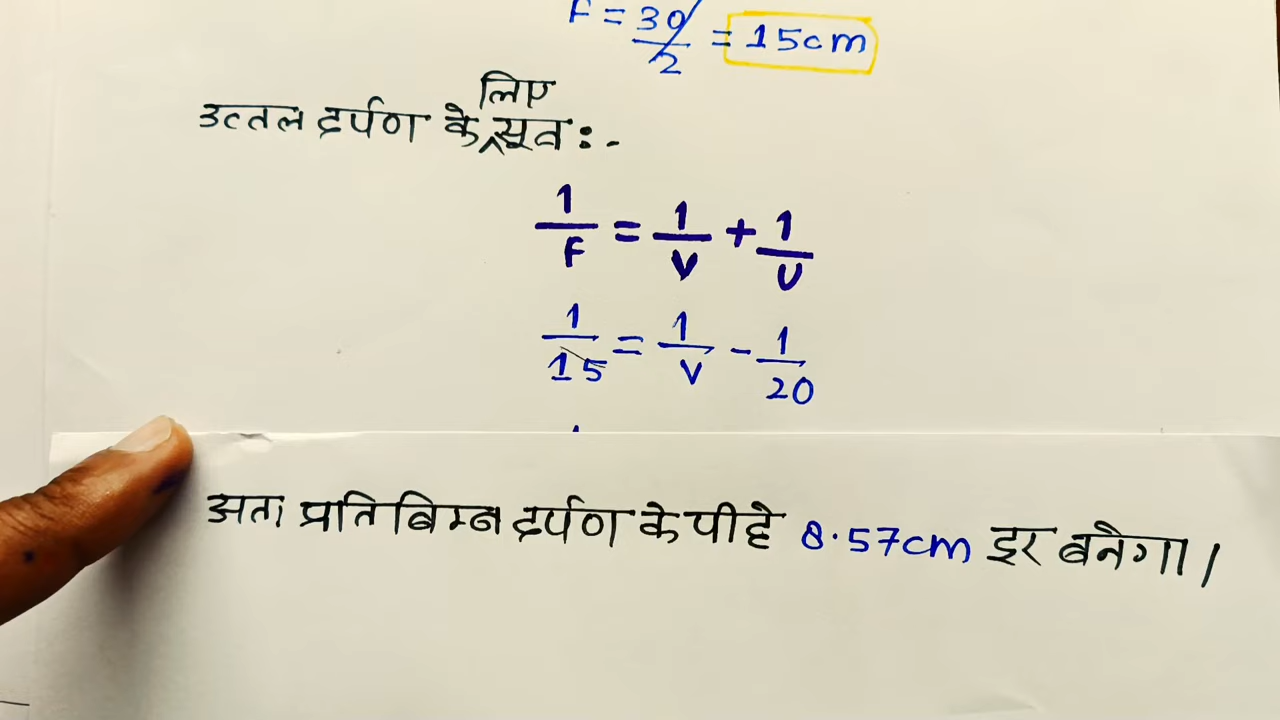 F = 30/2 = 15cm
लिए
उत्तल दर्पण के ^ सूत्र :-
1/F = 1/V + 1/U
1/15 = 1/V - 1/20
अतः प्रतिबिम्ब दर्पण के पीछे 8.57cm दूर बनेगा।